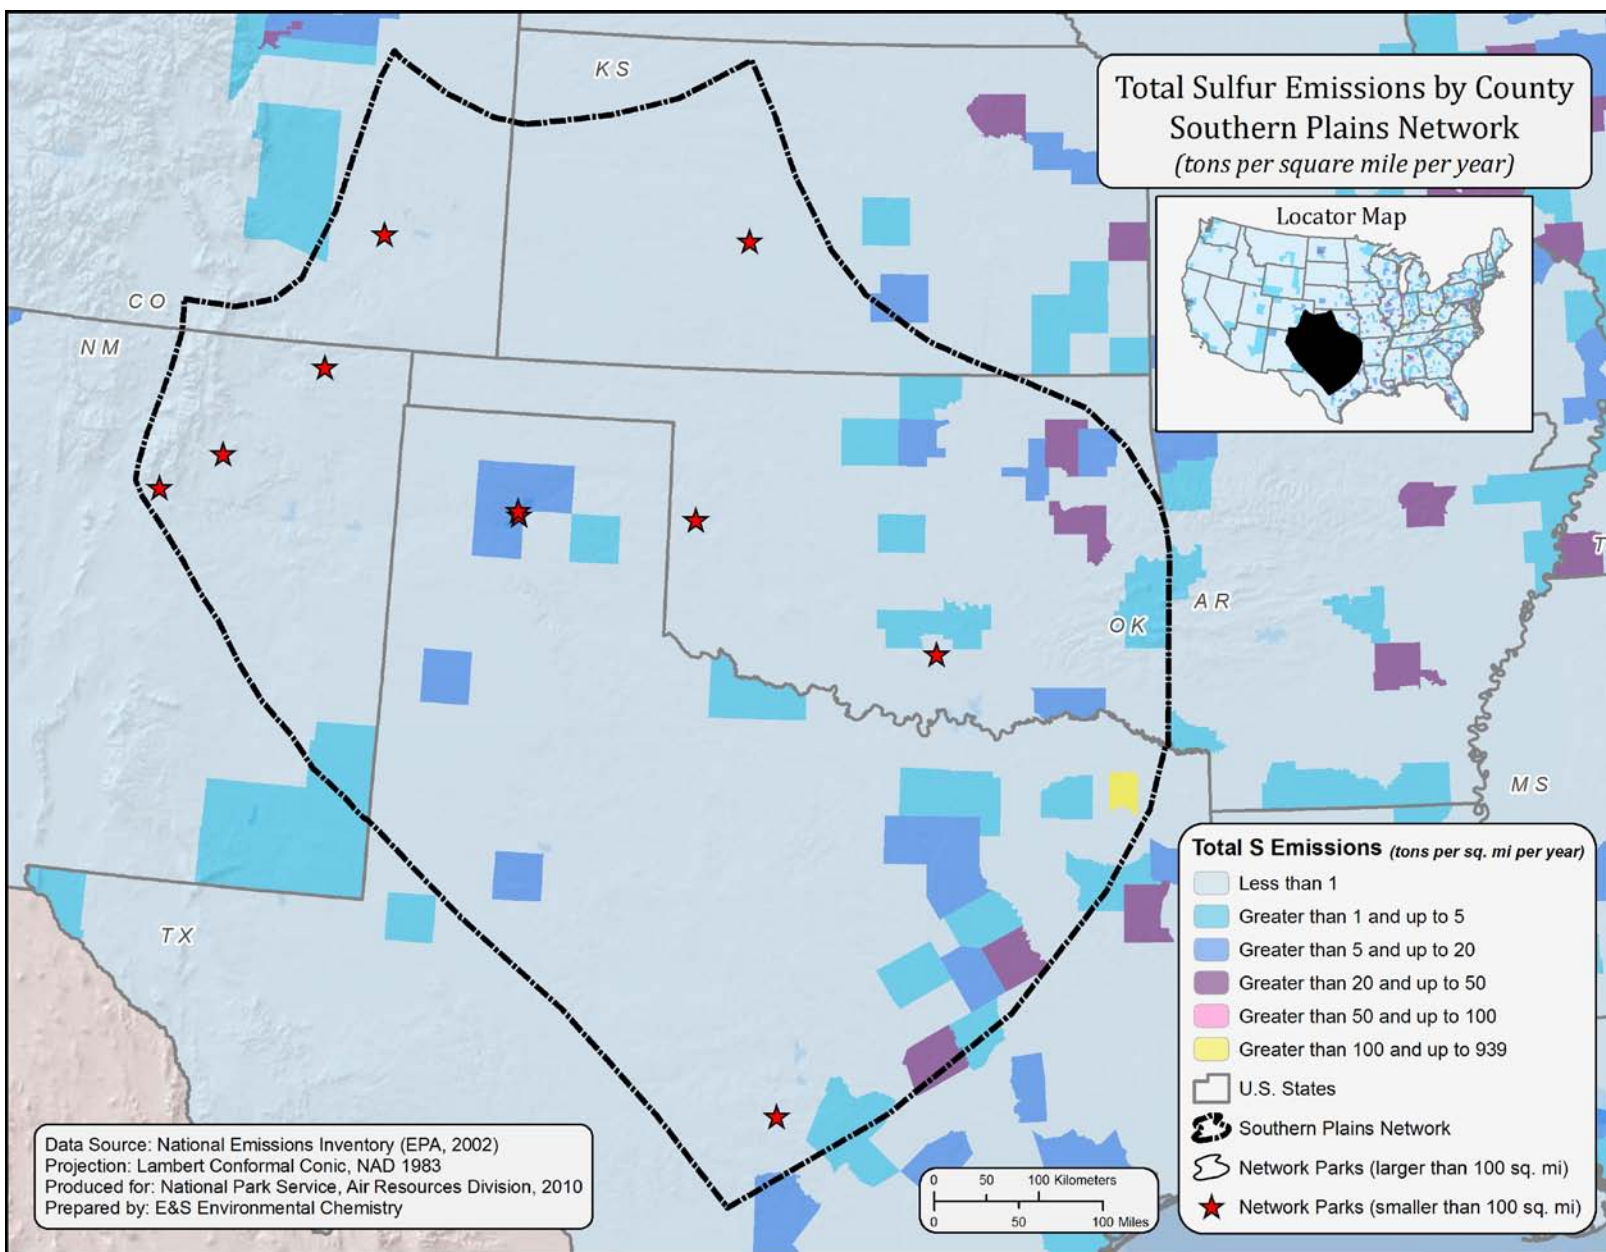 Total Sulfur Emissions by County
Southern Plains Network
(tons per square mile per year)
Locator Map
KS
CO
NM
OK
AR
T
MS
TX
Total S Emissions (tons per sq. mi per year)
Less than 1
Greater than 1 and up to 5
Greater than 5 and up to 20
Greater than 20 and up to 50
Greater than 50 and up to 100
Greater than 100 and up to 939
U.S. States
Southern Plains Network
Network Parks (larger than 100 sq. mi)
Network Parks (smaller than 100 sq. mi)
Data Source: National Emissions Inventory (EPA, 2002)
Projection: Lambert Conformal Conic, NAD 1983
Produced for: National Park Service, Air Resources Division, 2010
Prepared by: E&S Environmental Chemistry
0 50 100 Kilometers
0 50 100 Miles